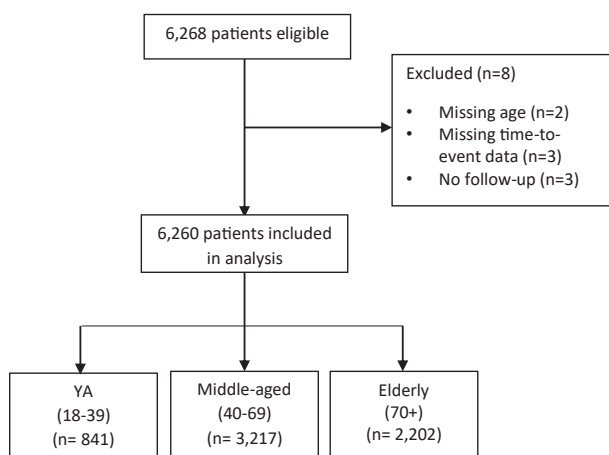 6,268 patients eligible
Excluded (n=8)
• Missing age (n=2)
• Missing time-to-
event data (n=3)
• No follow-up (n=3)
6,260 patients included
in analysis
YA
(18-39)
(n= 841)
Middle-aged
(40-69)
(n= 3,217)
Elderly
(70+)
(n= 2,202)